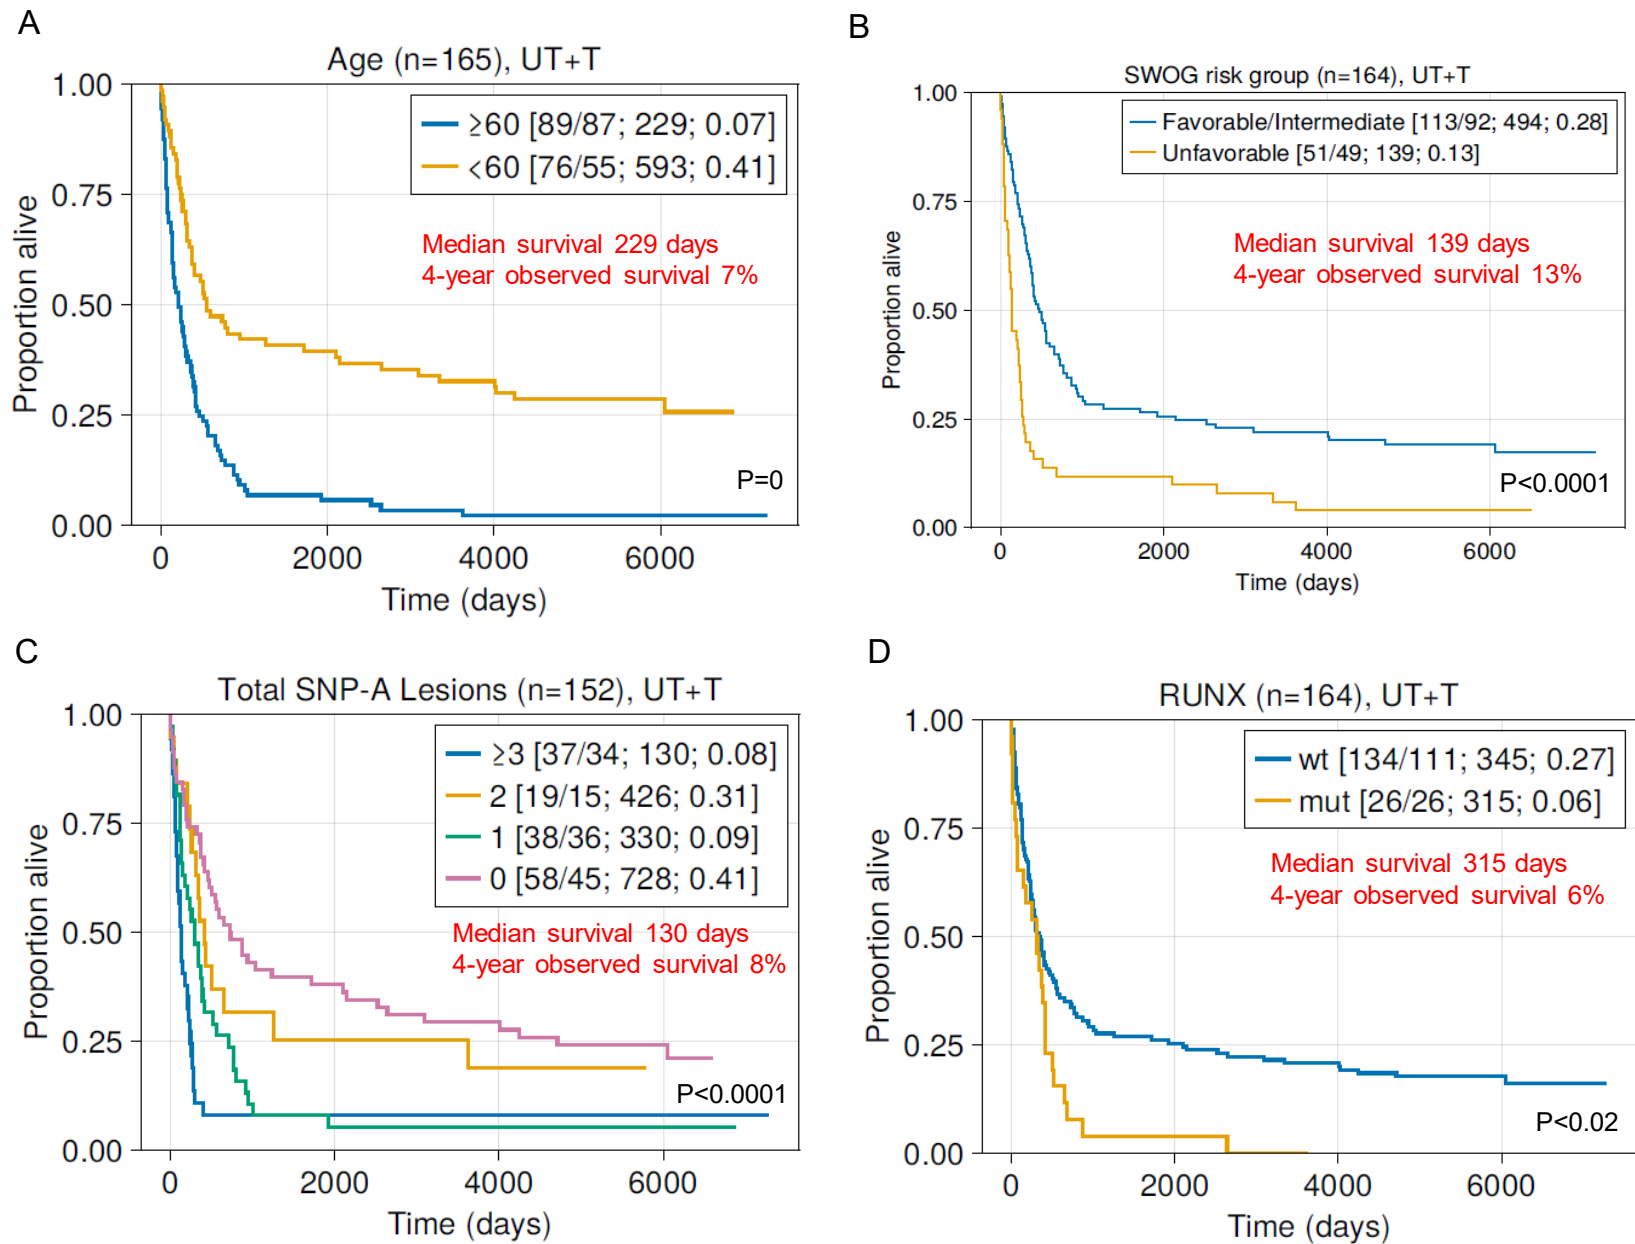 A
Age (n=165), UT+T
1.00
0.75
0.50
0.25
0.00
Proportion alive
≥60 [89/87; 229; 0.07]
<60 [76/55; 593; 0.41]
Median survival 229 days
4-year observed survival 7%
P=0
0 2000 4000 6000
Time (days)
B
SWOG risk group (n=164), UT+T
1.00
0.75
0.50
0.25
0.00
Proportion alive
Favorable/Intermediate [113/92; 494; 0.28]
Unfavorable [51/49; 139; 0.13]
Median survival 139 days
4-year observed survival 13%
P<0.0001
0 2000 4000 6000
Time (days)
C
Total SNP-A Lesions (n=152), UT+T
1.00
0.75
0.50
0.25
0.00
Proportion alive
≥3 [37/34; 130; 0.08]
2 [19/15; 426; 0.31]
1 [38/36; 330; 0.09]
0 [58/45; 728; 0.41]
Median survival 130 days
4-year observed survival 8%
P<0.0001
0 2000 4000 6000
Time (days)
D
RUNX (n=164), UT+T
1.00
0.75
0.50
0.25
0.00
Proportion alive
wt [134/111; 345; 0.27]
mut [26/26; 315; 0.06]
Median survival 315 days
4-year observed survival 6%
P<0.02
0 2000 4000 6000
Time (days)